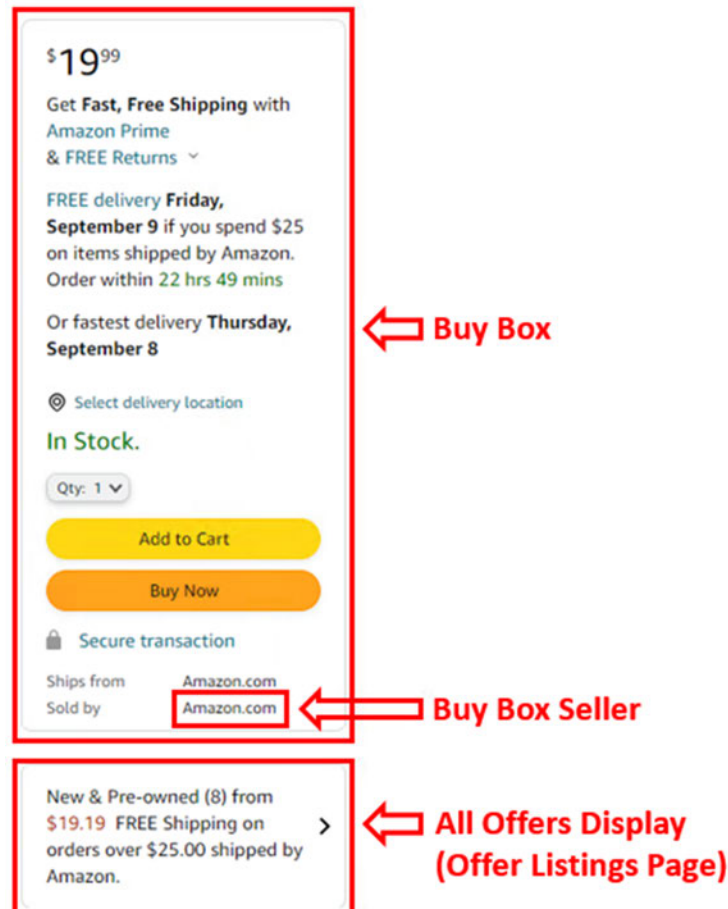 $19⁹⁹
Get Fast, Free Shipping with
Amazon Prime
& FREE Returns
FREE delivery Friday,
September 9 if you spend $25
on items shipped by Amazon.
Order within 22 hrs 49 mins
Or fastest delivery Thursday,
September 8
Buy Box
Select delivery location
In Stock.
Qty: 1
Add to Cart
Buy Now
Secure transaction
Ships from Amazon.com
Sold by Amazon.com
Buy Box Seller
New & Pre-owned (8) from
$19.19 FREE Shipping on
orders over $25.00 shipped by
Amazon.
All Offers Display
(Offer Listings Page)